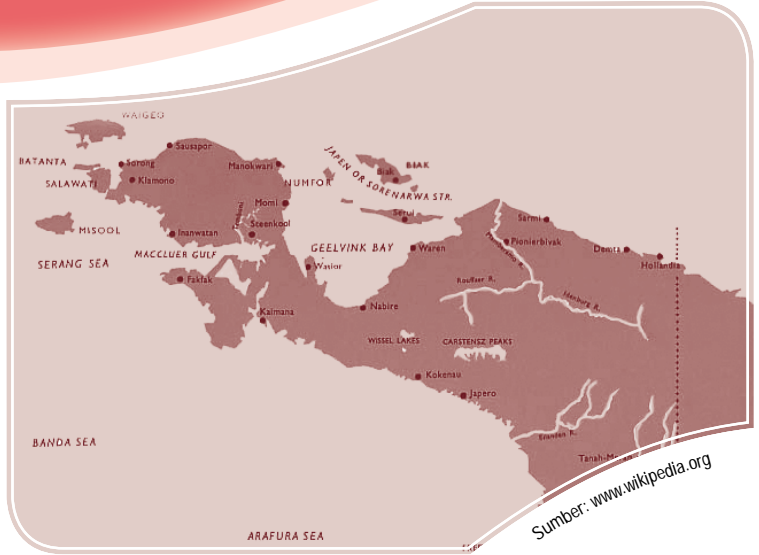 WAIGEO
Sausapor
BATANTA
Sorong
Manokwari
JAPEN OR SORENARWA STR.
BIAK
Biak
SALAWATI
Klamono
NUMFOR
Momi
Serui
Sarmi
MISOOL
Inanwatan
Steenkool
GEELVINK BAY
Waren
Pionierbivak
Demta
Hollandia
SERANG SEA
MACCLUER GULF
Wasior
Fakfak
Rouffaer R.
Nabire
Kaimana
WISSEL LAKES
CARSTENSZ PEAKS
Kokenau
Japero
BANDA SEA
Tanah-
Sumber: www.wikipedia.org
ARAFURA SEA